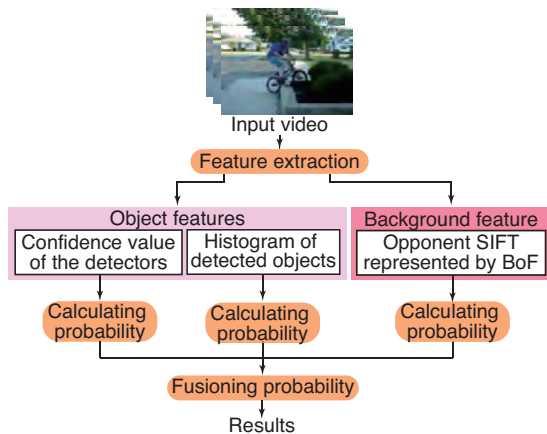 Input video
Feature extraction
Object features
Background feature
Confidence value
of the detectors
Histogram of
detected objects
Opponent SIFT
represented by BoF
Calculating
probability
Calculating
probability
Calculating
probability
Fusioning probability
Results